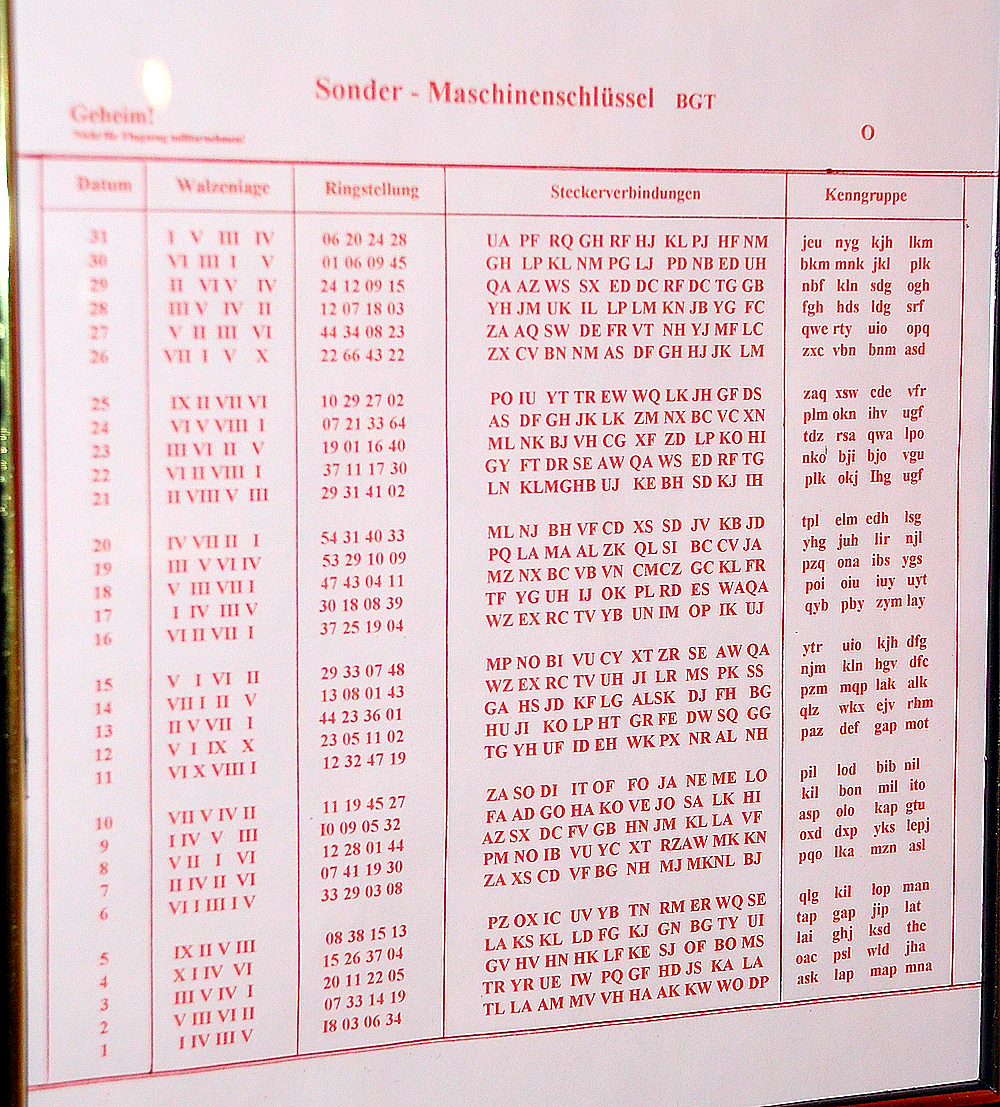 Sonder - Maschinenschlüssel BGT
Geheim!
Nicht für Flugzeug mitzunehmen!
O
Datum Walzenlage Ringstellung Steckerverbindungen Kenngruppe
31 I V III IV 06 20 24 28 UA PF RQ GH RF HJ KL PJ HF NM jeu nyg kjh lkm
30 VI III I V 01 06 09 45 GH LP KL NM PG LJ PD NB ED UH bkm mnk jkl plk
29 II VI V IV 24 12 09 15 QA AZ WS SX ED DC RF DC TG GB nbf kln sdg ogh
28 III V IV II 12 07 18 03 YH JM UK IL LP LM KN JB YG FC fgh hds ldg srf
27 V II III VI 44 34 08 23 ZA AQ SW DE FR VT NH YJ MF LC qwe rty uio opq
26 VII I V X 22 66 43 22 ZX CV BN NM AS DF GH HJ JK LM zxc vbn bnm asd
25 IX II VII VI 10 29 27 02 PO IU YT TR EW WQ LK JH GF DS zaq xsw cde vfr
24 VI V VIII I 07 21 33 64 AS DF GH JK LK ZM NX BC VC XN plm okn ihv ugf
23 III VI II V 19 01 16 40 ML NK BJ VH CG XF ZD LP KO HI tdz rsa qwa lpo
22 VI II VIII I 37 11 17 30 GY FT DR SE AW QA WS ED RF TG nko bji bjo vgu
21 II VIII V III 29 31 41 02 LN KLMGHB UJ KE BH SD KJ IH plk okj Ihg ugf
20 IV VII II I 54 31 40 33 ML NJ BH VF CD XS SD JV KB JD tpl elm edh lsg
19 III V VI IV 53 29 10 09 PQ LA MA AL ZK QL SI BC CV JA yhg juh lir njl
18 V III VII I 47 43 04 11 MZ NX BC VB VN CMCZ GC KL FR pzq ona ibs ygs
17 I IV III V 30 18 08 39 TF YG UH IJ OK PL RD ES WAQA poi oiu iuy uyt
16 VI II VII I 37 25 19 04 WZ EX RC TV YB UN IM OP IK UJ qyb pby zym lay
15 V I VI II 29 33 07 48 MP NO BI VU CY XT ZR SE AW QA ytr uio kjh dfg
14 VII I II V 13 08 01 43 WZ EX RC TV UH JI LR MS PK SS njm kln hgv dfc
13 II V VII I 44 23 36 01 GA HS JD KF LG ALSK DJ FH BG pzm mqp lak alk
12 V I IX X 23 05 11 02 HU JI KO LP HT GR FE DW SQ GG qlz wkx ejv rhm
11 VI X VIII I 12 32 47 19 TG YH UF ID EH WK PX NR AL NH paz def gap mot
10 VII V IV II 11 19 45 27 ZA SO DI IT OF FO JA NE ME LO pil lod bib nil
9 I IV V III I0 09 05 32 FA AD GO HA KO VE JO SA LK HI kil bon mil ito
8 V II I VI 12 28 01 44 AZ SX DC FV GB HN JM KL LA VF asp olo kap gtu
7 II IV II VI 07 41 19 30 PM NO IB VU YC XT RZAW MK KN oxd dxp yks lepj
6 VI I III I V 33 29 03 08 ZA XS CD VF BG NH MJ MKNL BJ pqo lka mzn asl
5 IX II V III 08 38 15 13 PZ OX IC UV YB TN RM ER WQ SE qlg kil lop man
4 X I IV VI 15 26 37 04 LA KS KL LD FG KJ GN BG TY UI tap gap jip lat
3 III V IV I 20 11 22 05 GV HV HN HK LF KE SJ OF BO MS lai ghj ksd thc
2 V III VI II 07 33 14 19 TR YR UE IW PQ GF HD JS KA LA oac psl wld jha
1 I IV III V I8 03 06 34 TL LA AM MV VH HA AK KW WO DP ask lap map mna